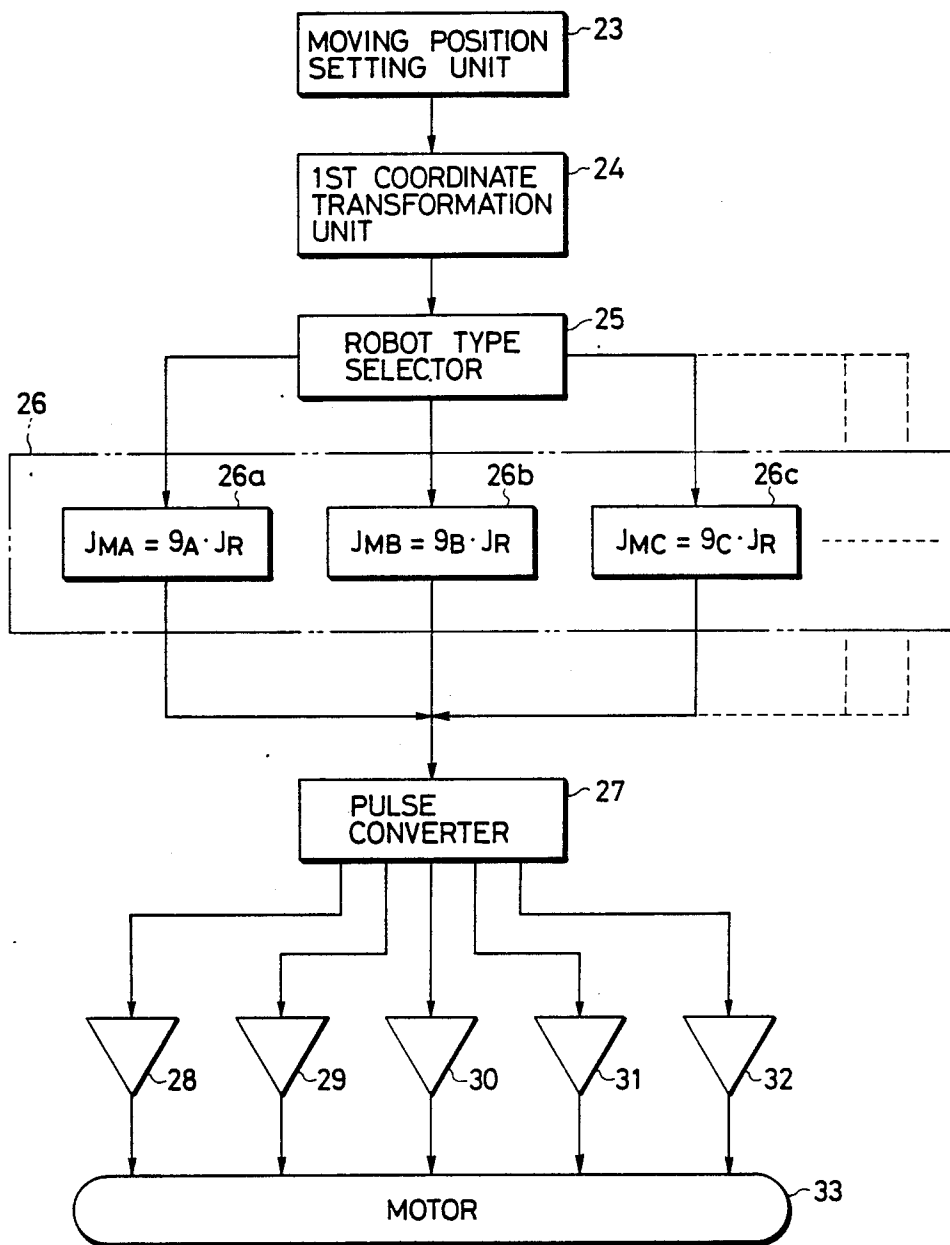 MOVING POSITION
SETTING UNIT
23
1ST COORDINATE
TRANSFORMATION
UNIT
24
ROBOT TYPE
SELECTOR
25
26
26a
26b
26c
JMA = 9A · JR
JMB = 9B · JR
JMC = 9C · JR
PULSE
CONVERTER
27
28
29
30
31
32
MOTOR
33